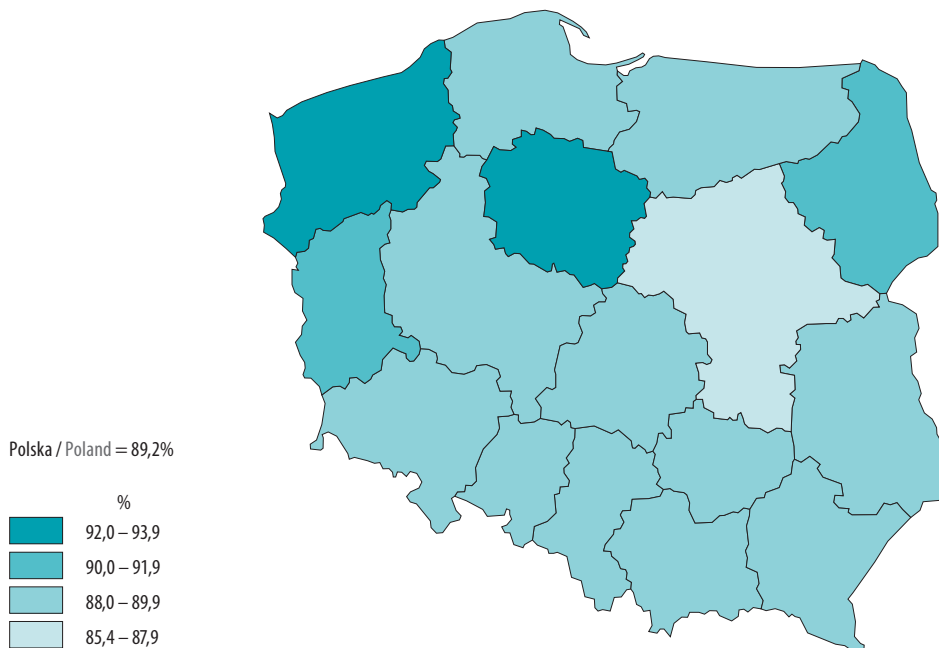 Polska / Poland = 89,2%
%
92,0 – 93,9
90,0 – 91,9
88,0 – 89,9
85,4 – 87,9